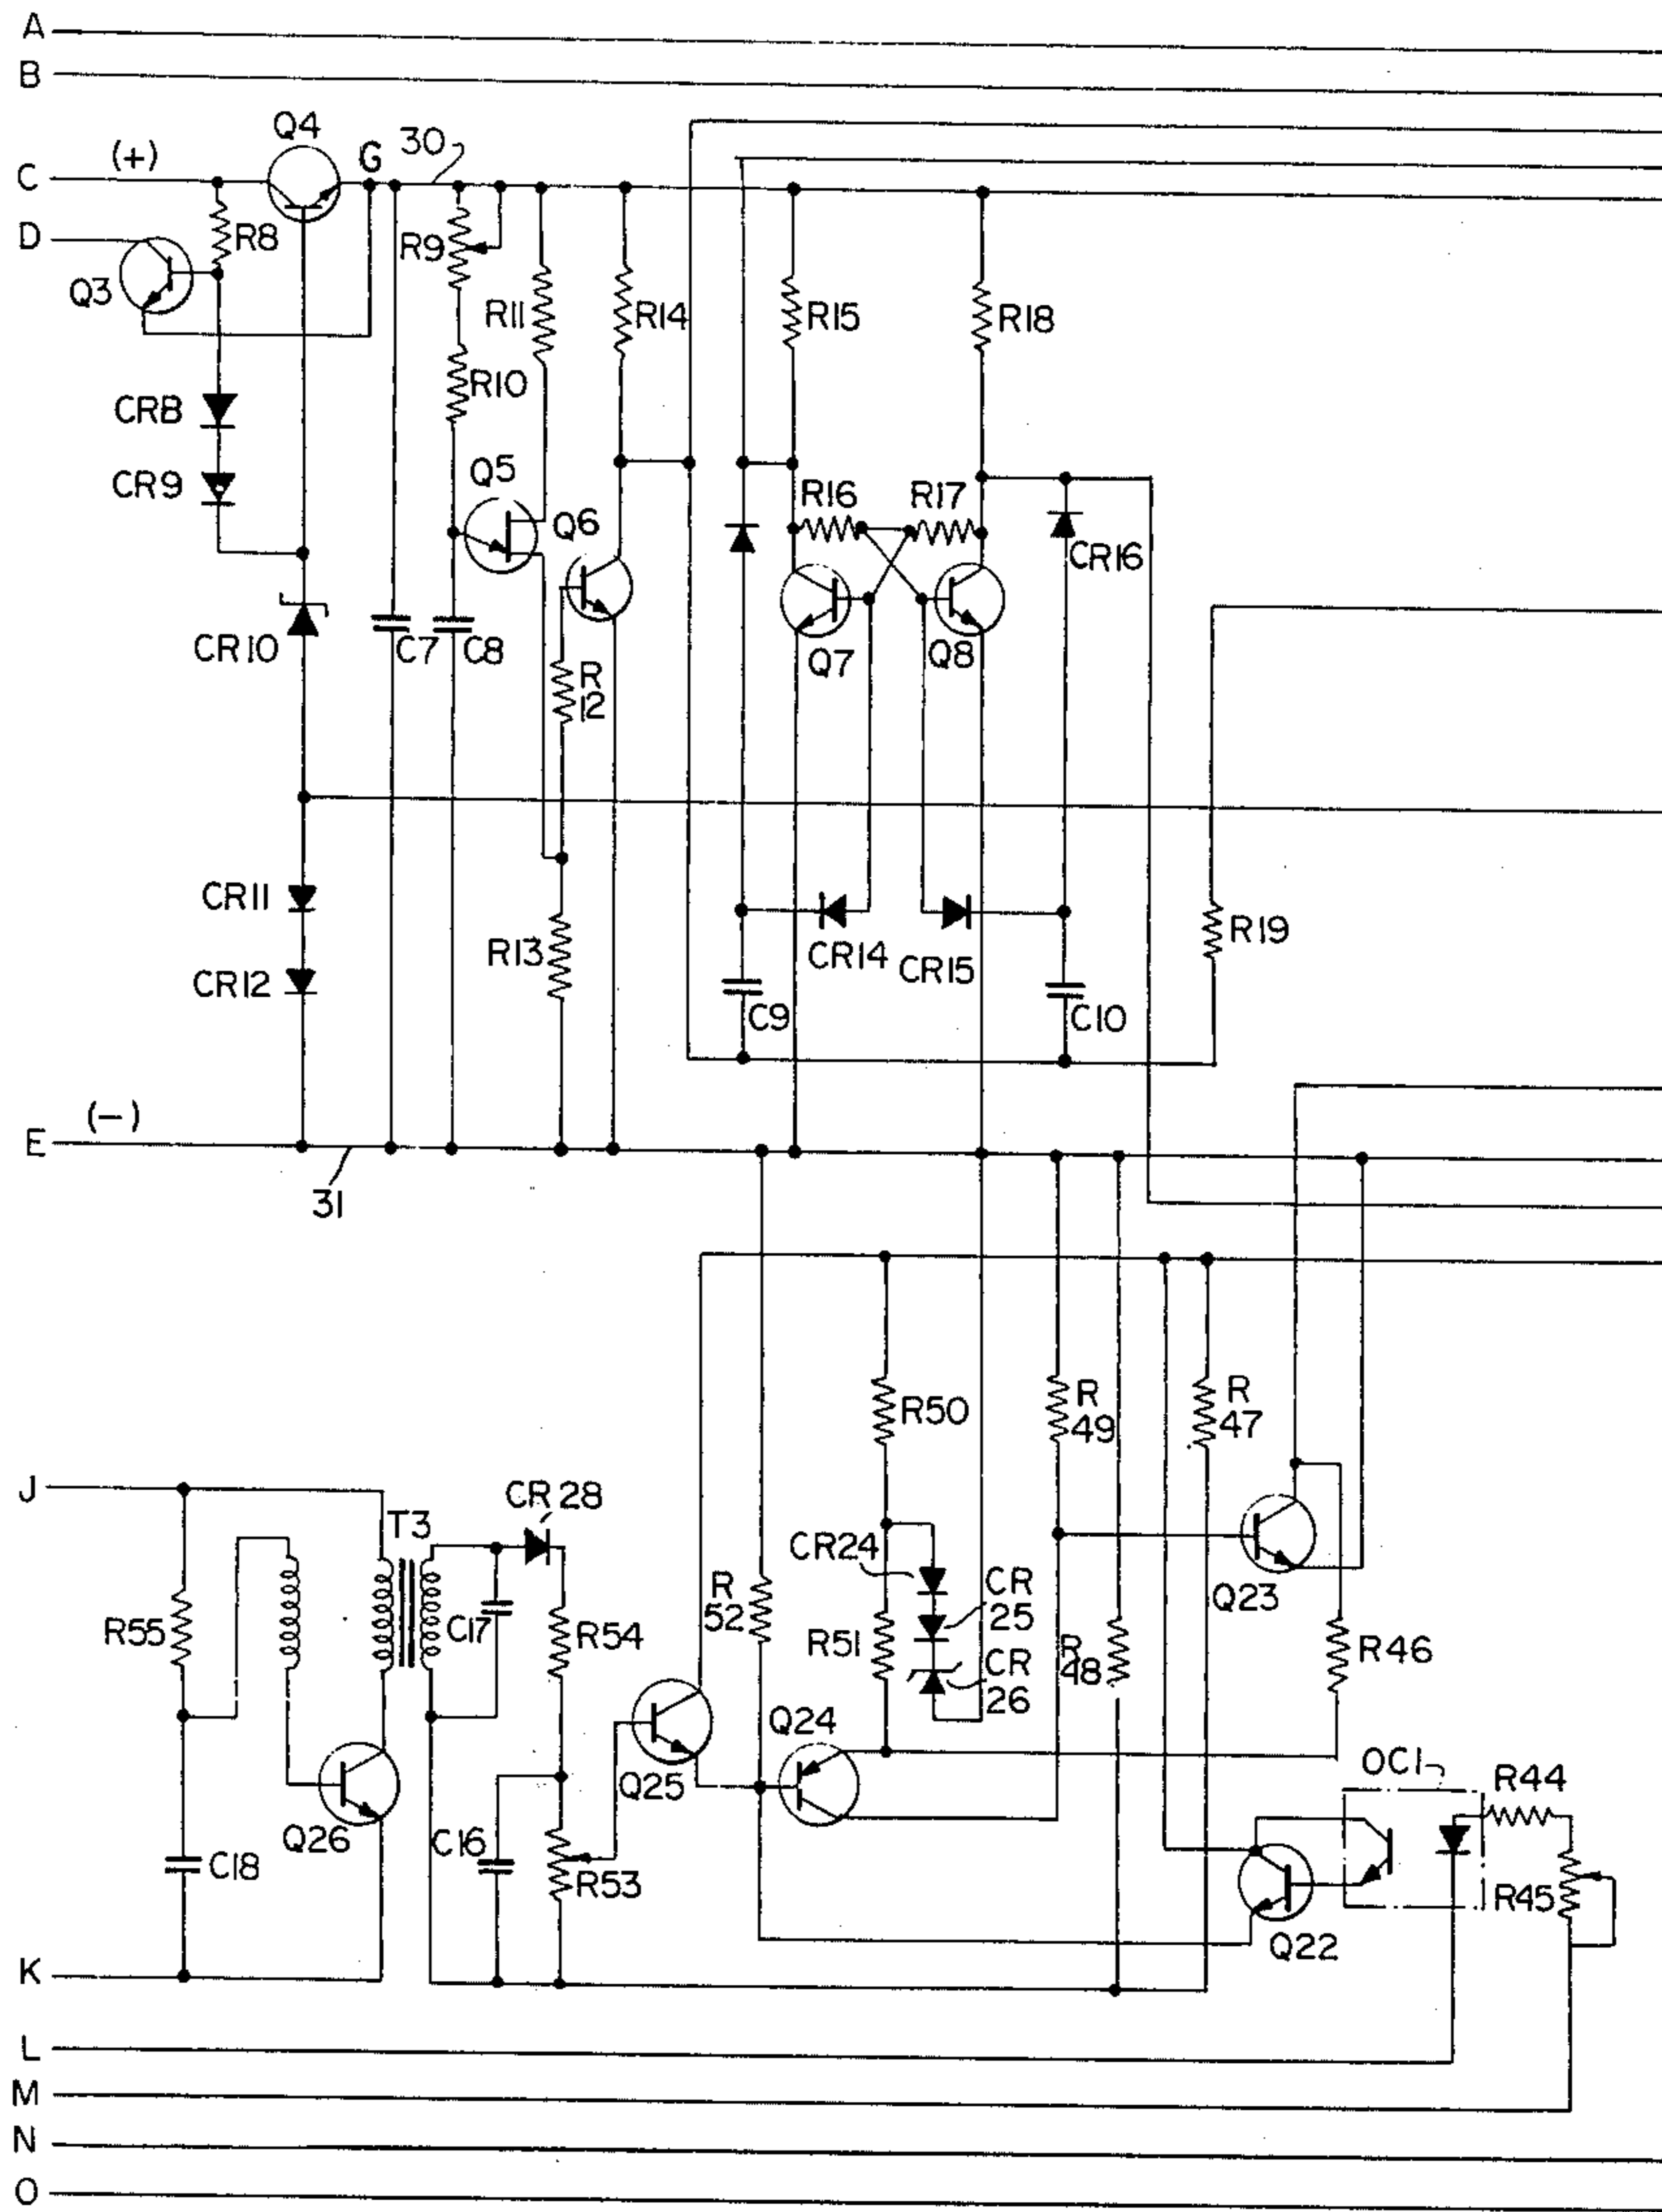 A
B
Q4
C (+) G 30
D R8 R9
Q3 R11 R14 R15 R18
R10
CR8
Q5
CR9 R16 R17
Q6 CR16
CR10 C7 C8 Q7 Q8
R
12
CR11
R13 CR14 CR15 R19
CR12
C9 C10
(-)
E
31
R50 R
49 R
47
J CR28
T3
CR24 CR
25
Q23
R
52
R55 C17 R54 R51 R
48 R46
CR
26
Q24
Q25 OC1 R44
Q26 C16
C18 R53 R45
Q22
K
L
M
N
O